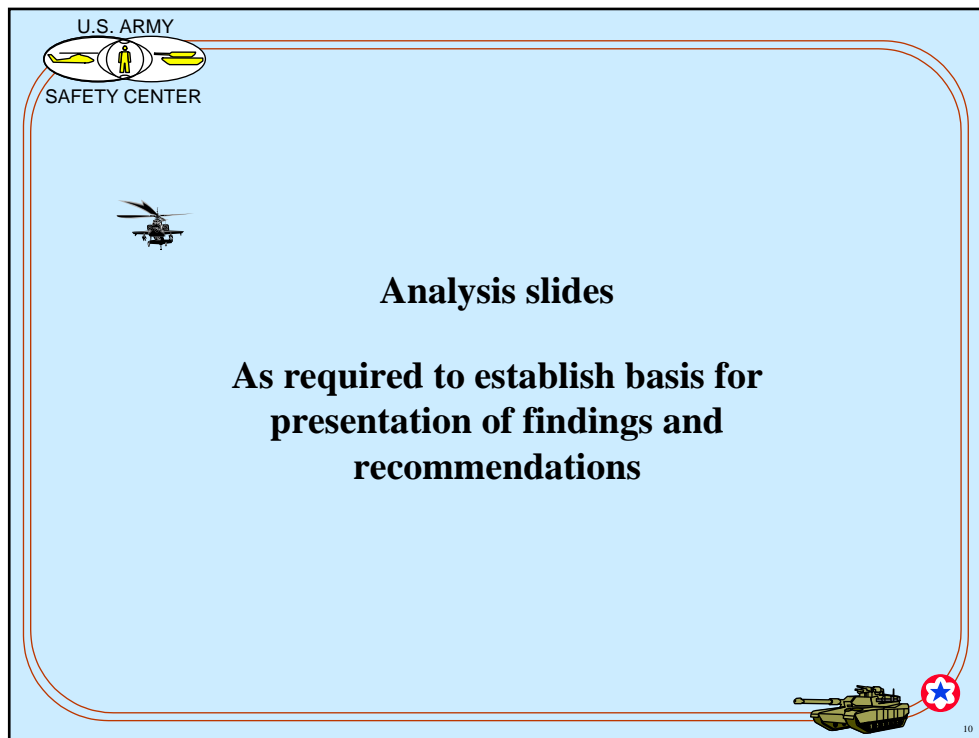 U.S. ARMY
SAFETY CENTER
Analysis slides
As required to establish basis for
presentation of findings and
recommendations
10